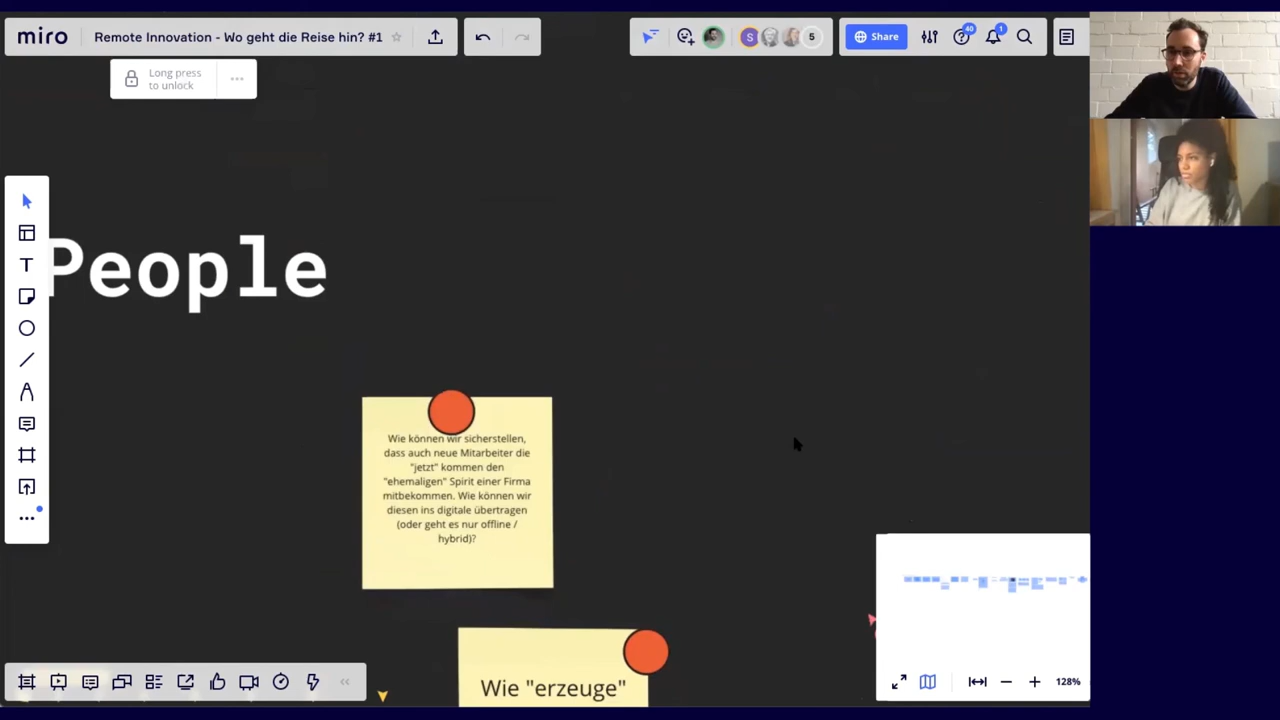 miro
Remote Innovation - Wo geht die Reise hin? #1
S
5
Share
40
1
Long press
to unlock
People
T
Wie können wir sicherstellen,
dass auch neue Mitarbeiter die
"jetzt" kommen den
"ehemaligen" Spirit einer Firma
mitbekommen. Wie können wir
diesen ins digitale übertragen
(oder geht es nur offline /
hybrid)?
Wie "erzeuge"
128%